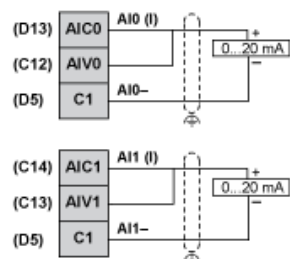 (D13) AIC0 AI0 (I) +
0...20 mA
(C12) AIV0 −
(D5) C1 AI0−
(C14) AIC1 AI1 (I) +
0...20 mA
(C13) AIV1 −
(D5) C1 AI1−